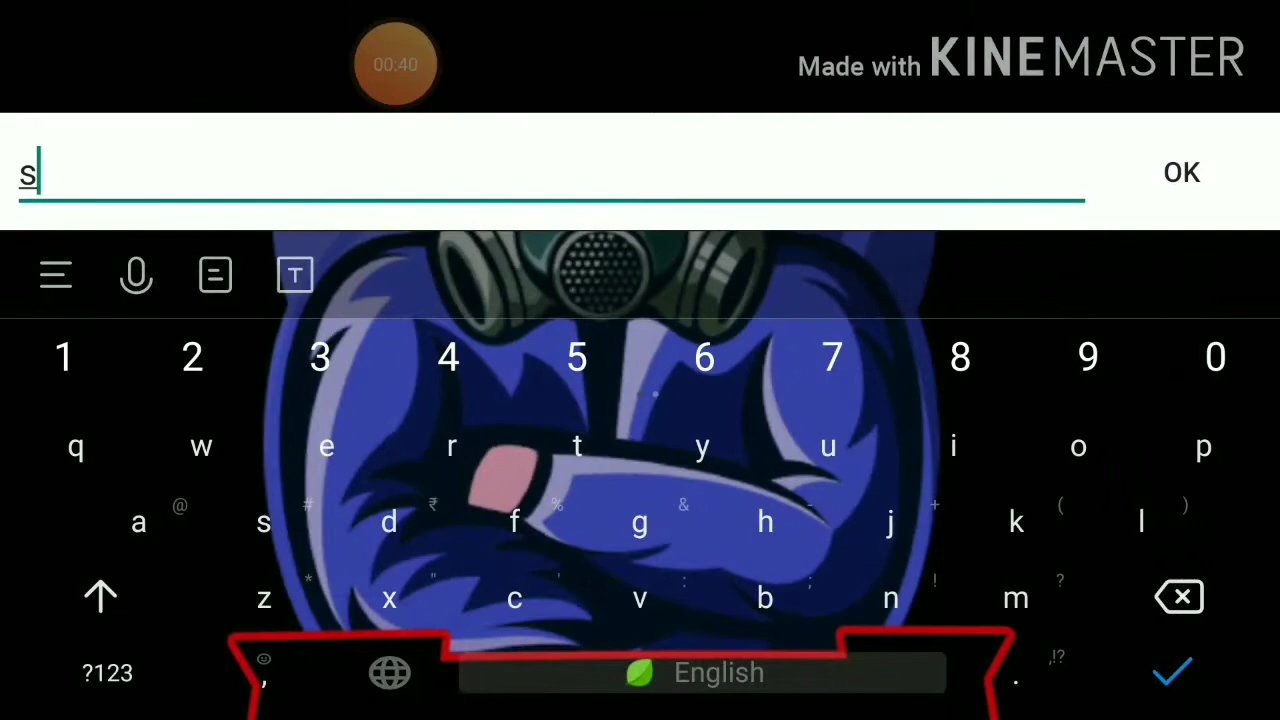 00:40
Made with KINEMASTER
s
OK
T
1 2 3 4 5 6 7 8 9 0
q w e r t y u i o p
@ # ₹ % & - + ( )
a s d f g h j k l
* " ' : ; ! ?
z x c v b n m
,!?
?123 , English .